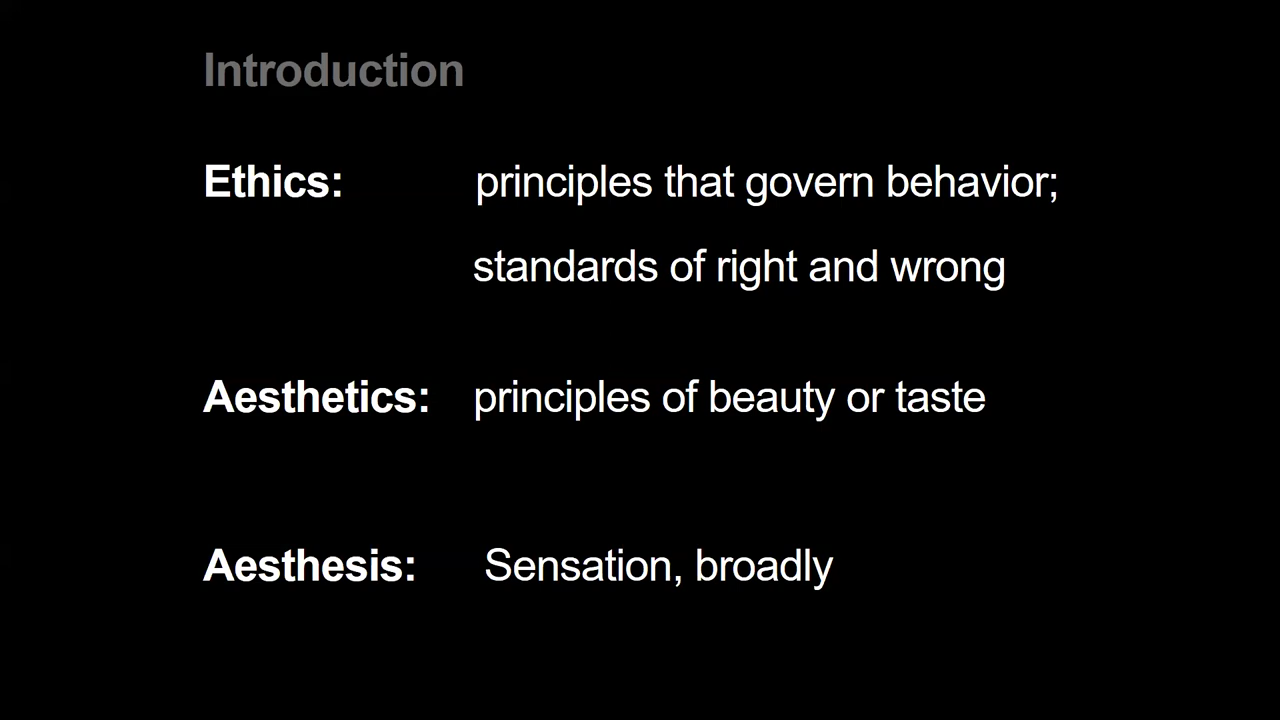 Introduction
Ethics: principles that govern behavior;
standards of right and wrong
Aesthetics: principles of beauty or taste
Aesthesis: Sensation, broadly